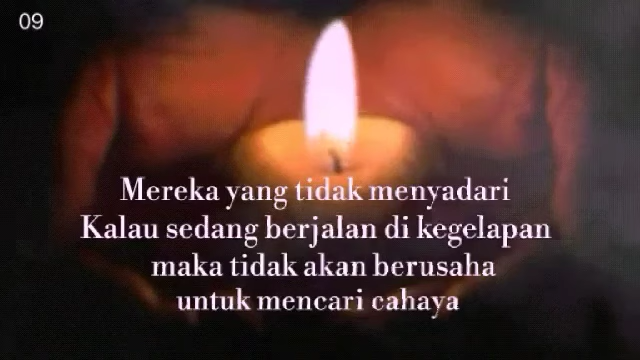 09
Mereka yang tidak menyadari
Kalau sedang berjalan di kegelapan
maka tidak akan berusaha
untuk mencari cahaya